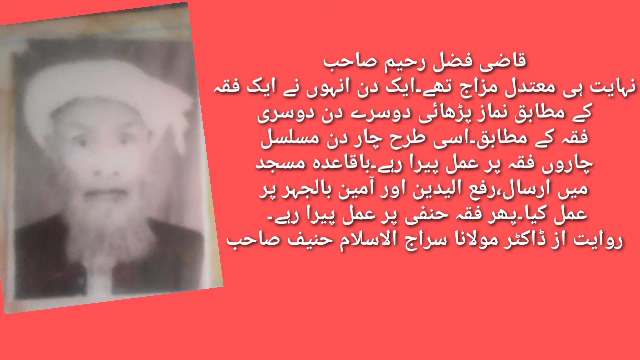 قاضی فضل رحیم صاحب
نہایت ہی معتدل مزاج تھے۔ایک دن انہوں نے ایک فقہ
کے مطابق نماز پڑھائی دوسرے دن دوسری
فقہ کے مطابق۔اسی طرح چار دن مسلسل
چاروں فقہ پر عمل پیرا رہے۔باقاعدہ مسجد
میں ارسال،رفع الیدین اور آمین بالجہر پر
عمل کیا۔پھر فقہ حنفی پر عمل پیرا رہے۔
روایت از ڈاکٹر مولانا سراج الاسلام حنیف صاحب